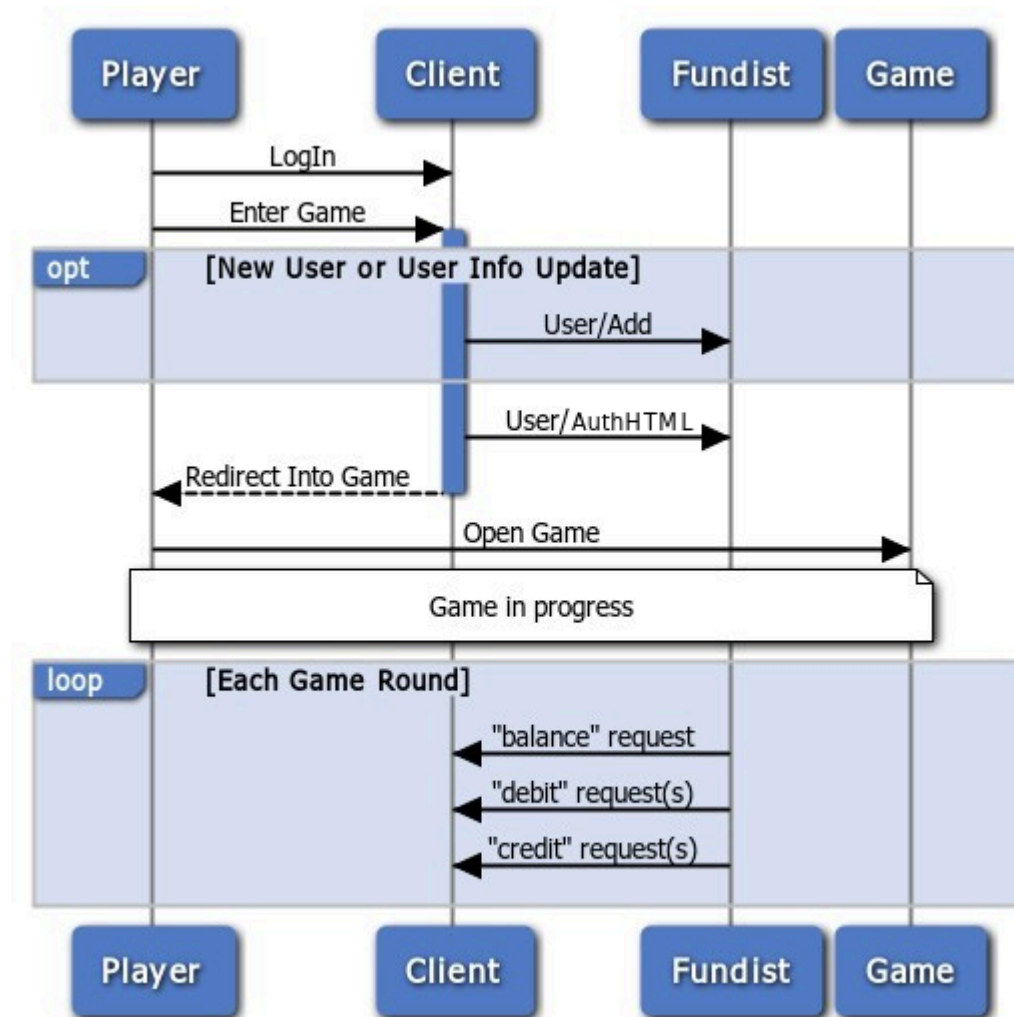 Player Client Fundist Game
LogIn
Enter Game
opt [New User or User Info Update]
User/Add
User/AuthHTML
Redirect Into Game
Open Game
Game in progress
loop [Each Game Round]
"balance" request
"debit" request(s)
"credit" request(s)
Player Client Fundist Game